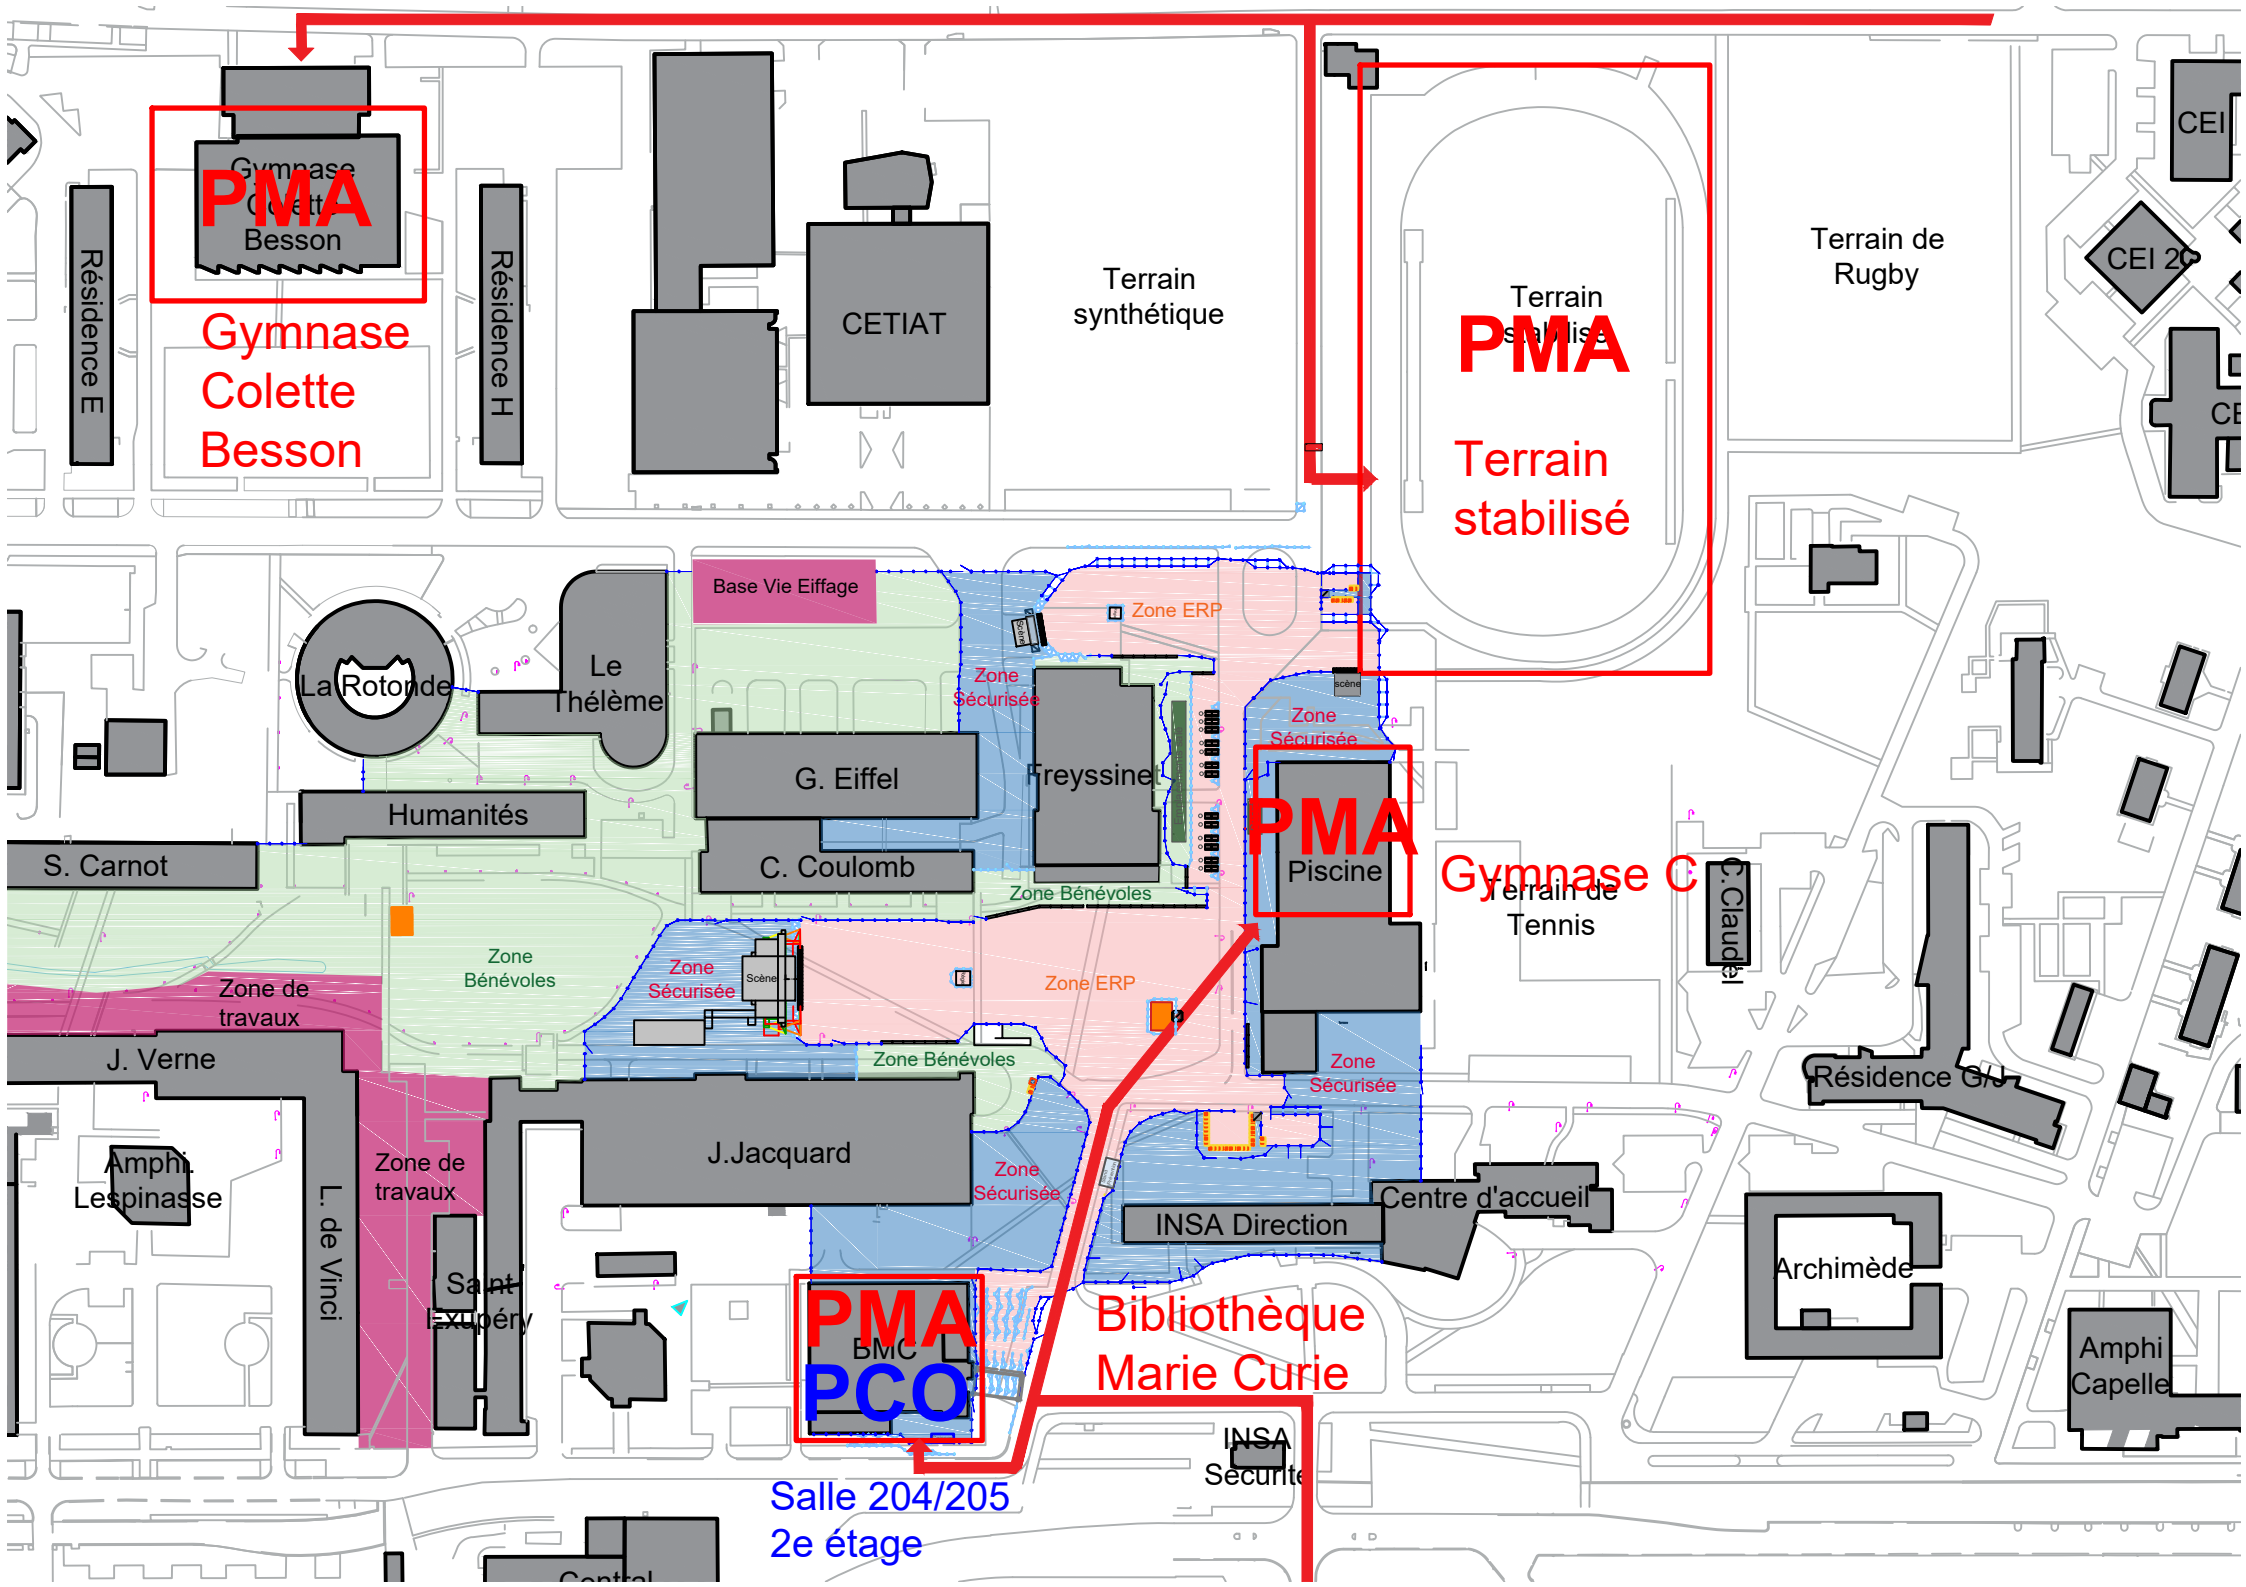 CEI
Gymnase
Colette
Besson
PMA
Gymnase
Colette
Besson
Résidence E
Résidence H
CETIAT
Terrain
synthétique
Terrain
stabilisé
PMA
Terrain
stabilisé
Terrain de
Rugby
CEI 2
CE
Base Vie Eiffage
Zone ERP
Scène
La Rotonde
Le
Thélème
Zone
Sécurisée
scène
Zone
Sécurisée
G. Eiffel
Freyssinet
Humanités
S. Carnot
C. Coulomb
PMA
Piscine
Gymnase C
Terrain de
Tennis
C.Claudel
Zone Bénévoles
Zone
Bénévoles
Zone
Sécurisée
Scène
Zone ERP
Zone de
travaux
J. Verne
Zone Bénévoles
Zone
Sécurisée
Résidence G/J
J.Jacquard
Zone
Sécurisée
Amphi.
Lespinasse
Zone de
travaux
L. de Vinci
INSA Direction
Centre d'accueil
Saint
Exupéry
Archimède
PMA
BMC
PCO
Bibliothèque
Marie Curie
Amphi
Capelle
INSA
Sécurité
Salle 204/205
2e étage
Central